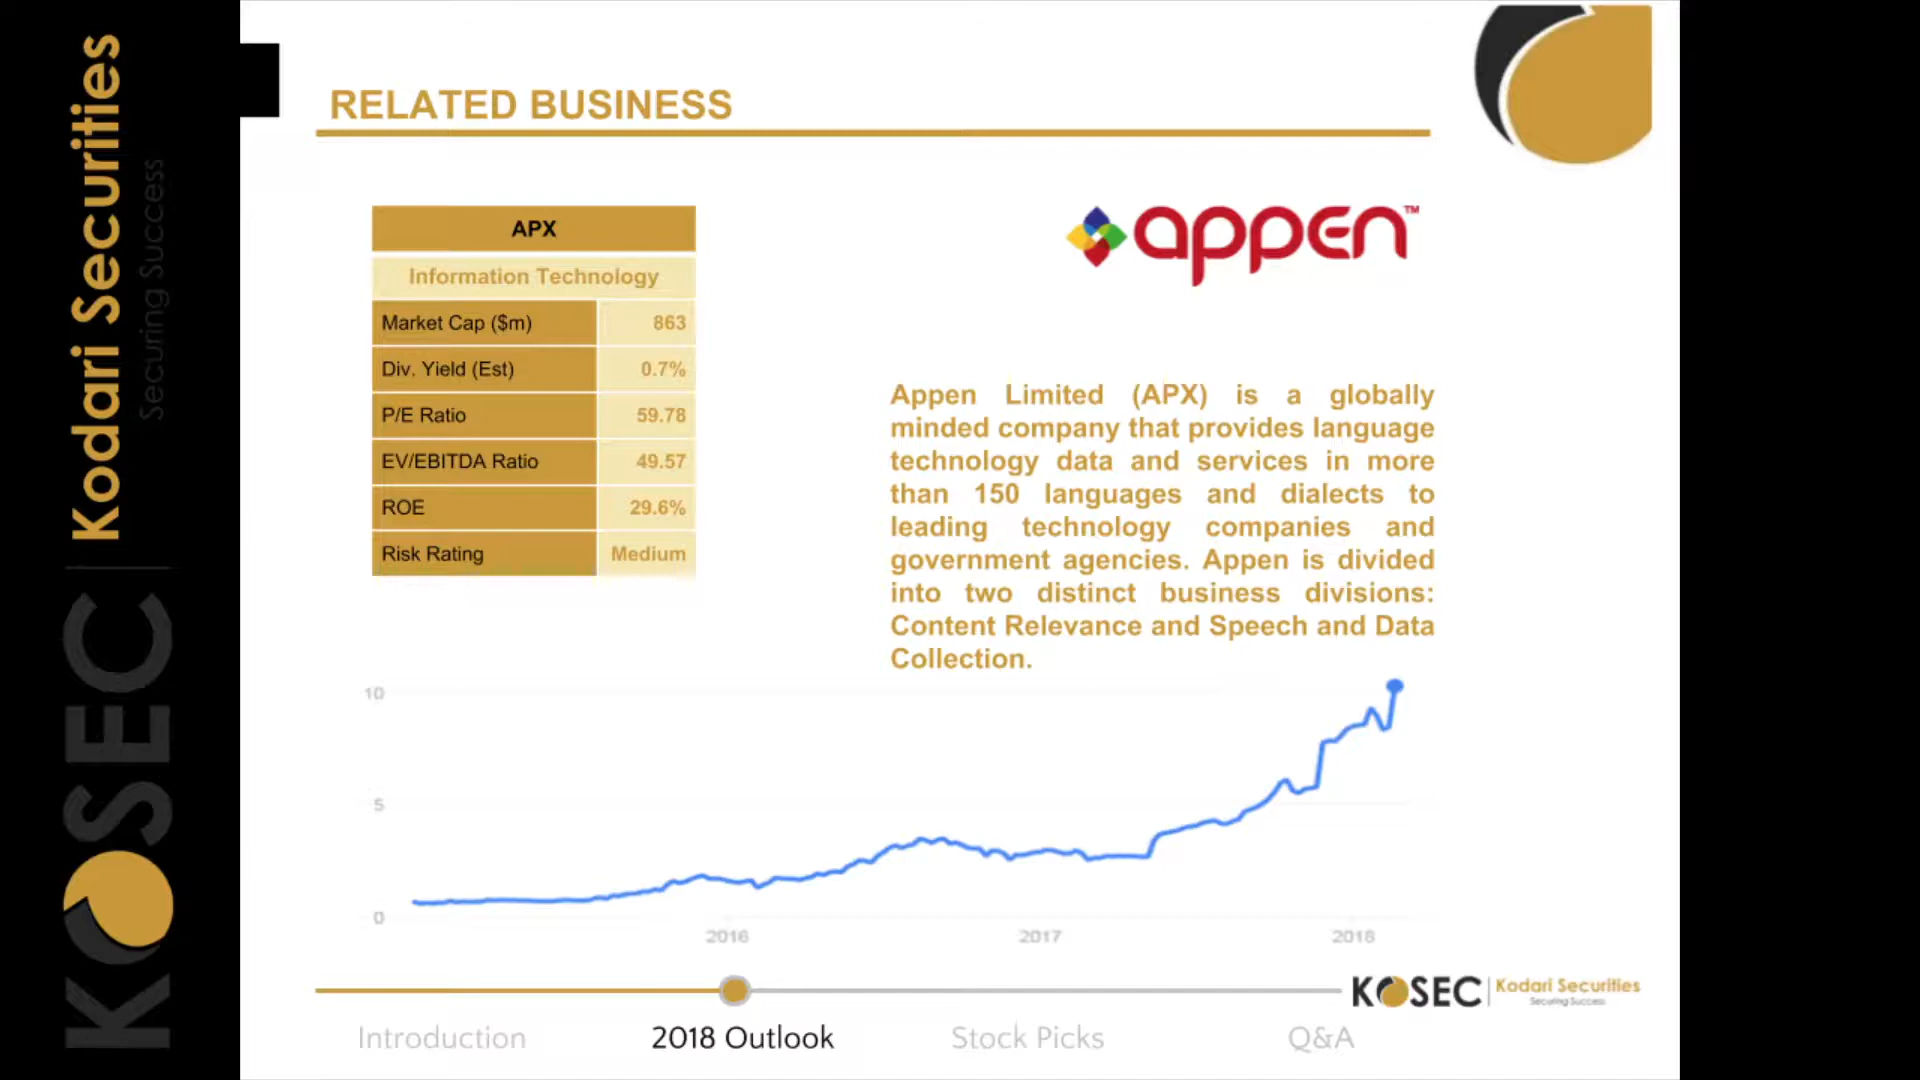 KOSEC | Kodari Securities
Securing Success
RELATED BUSINESS
appen™
APX
Information Technology
Market Cap ($m) 863
Div. Yield (Est) 0.7%
P/E Ratio 59.78
EV/EBITDA Ratio 49.57
ROE 29.6%
Risk Rating Medium
Appen Limited (APX) is a globally
minded company that provides language
technology data and services in more
than 150 languages and dialects to
leading technology companies and
government agencies. Appen is divided
into two distinct business divisions:
Content Relevance and Speech and Data
Collection.
10
5
0
2016 2017 2018
KOSEC | Kodari Securities
Securing Success
Introduction 2018 Outlook Stock Picks Q&A